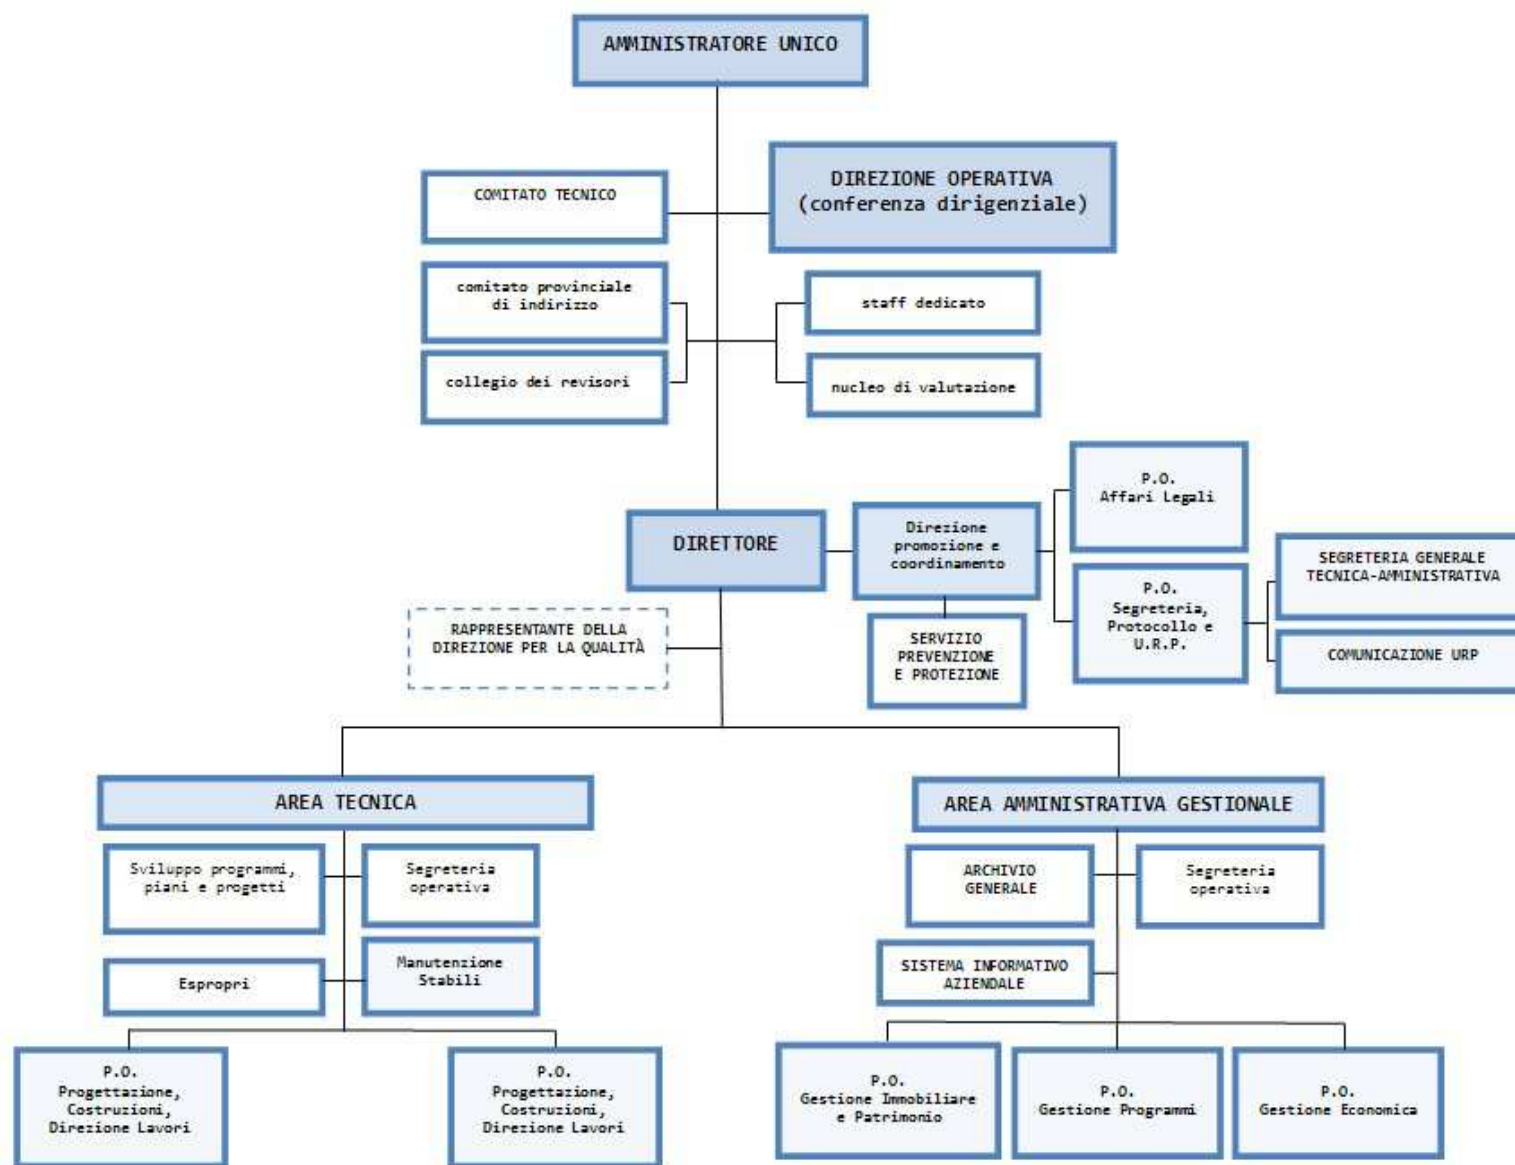 AMMINISTRATORE UNICO
COMITATO TECNICO
DIREZIONE OPERATIVA
(conferenza dirigenziale)
comitato provinciale
di indirizzo
staff dedicato
collegio dei revisori
nucleo di valutazione
DIRETTORE
Direzione
promozione e
coordinamento
P.O.
Affari Legali
P.O.
Segreteria,
Protocollo e
U.R.P.
SEGRETERIA GENERALE
TECNICA-AMMINISTRATIVA
COMUNICAZIONE URP
SERVIZIO
PREVENZIONE
E PROTEZIONE
RAPPRESENTANTE DELLA
DIREZIONE PER LA QUALITÀ
AREA TECNICA
Sviluppo programmi,
piani e progetti
Segreteria
operativa
Espropri
Manutenzione
Stabili
P.O.
Progettazione,
Costruzioni,
Direzione Lavori
P.O.
Progettazione,
Costruzioni,
Direzione Lavori
AREA AMMINISTRATIVA GESTIONALE
ARCHIVIO
GENERALE
Segreteria
operativa
SISTEMA INFORMATIVO
AZIENDALE
P.O.
Gestione Immobiliare
e Patrimonio
P.O.
Gestione Programmi
P.O.
Gestione Economica